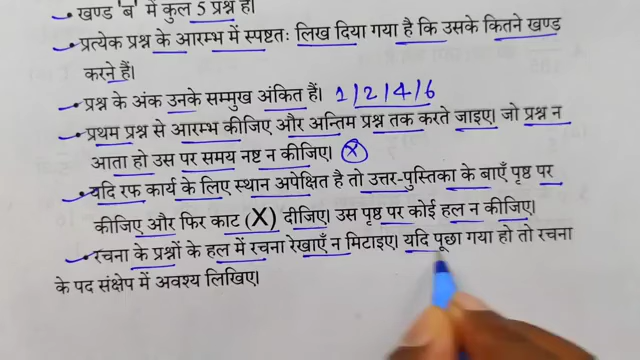 खण्ड 'ब' में कुल 5 प्रश्न हैं।
प्रत्येक प्रश्न के आरम्भ में स्पष्टतः लिख दिया गया है कि उसके कितने खण्ड
करने हैं।
प्रश्न के अंक उनके सम्मुख अंकित हैं। 1/2/4/6
प्रथम प्रश्न से आरम्भ कीजिए और अन्तिम प्रश्न तक करते जाइए। जो प्रश्न न
आता हो उस पर समय नष्ट न कीजिए। X
यदि रफ कार्य के लिए स्थान अपेक्षित है तो उत्तर-पुस्तिका के बाएँ पृष्ठ पर
कीजिए और फिर काट (X) दीजिए। उस पृष्ठ पर कोई हल न कीजिए।
रचना के प्रश्नों के हल में रचना रेखाएँ न मिटाइए। यदि पूछा गया हो तो रचना
के पद संक्षेप में अवश्य लिखिए।